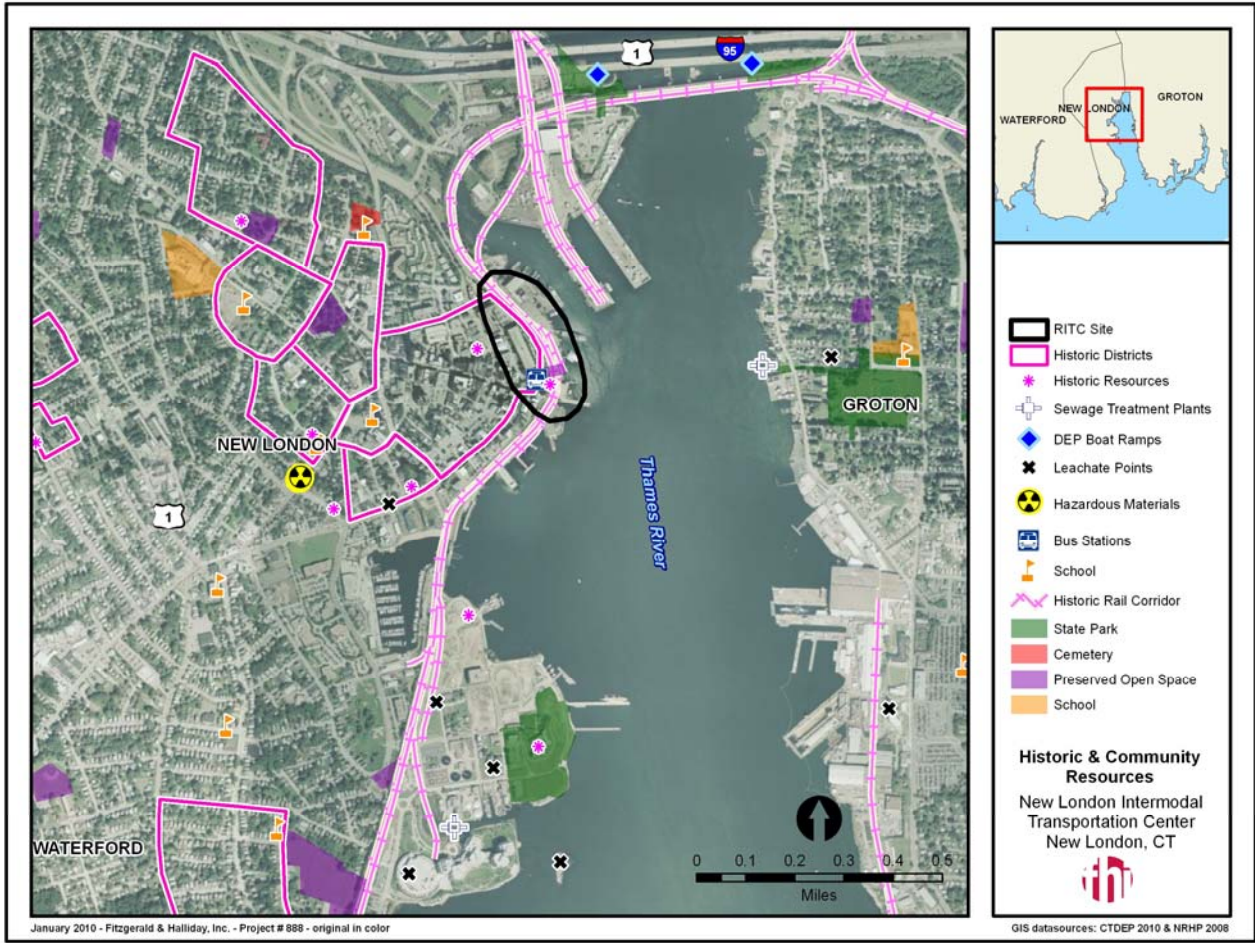 1
95
NEW LONDON
GROTON
WATERFORD
Thames River
1
0 0.1 0.2 0.3 0.4 0.5
Miles
WATERFORD
NEW LONDON
GROTON
RITC Site
Historic Districts
Historic Resources
Sewage Treatment Plants
DEP Boat Ramps
Leachate Points
Hazardous Materials
Bus Stations
School
Historic Rail Corridor
State Park
Cemetery
Preserved Open Space
School
Historic & Community
Resources
New London Intermodal
Transportation Center
New London, CT
fhi
January 2010 - Fitzgerald & Halliday, Inc. - Project # 888 - original in color
GIS datasources: CTDEP 2010 & NRHP 2008